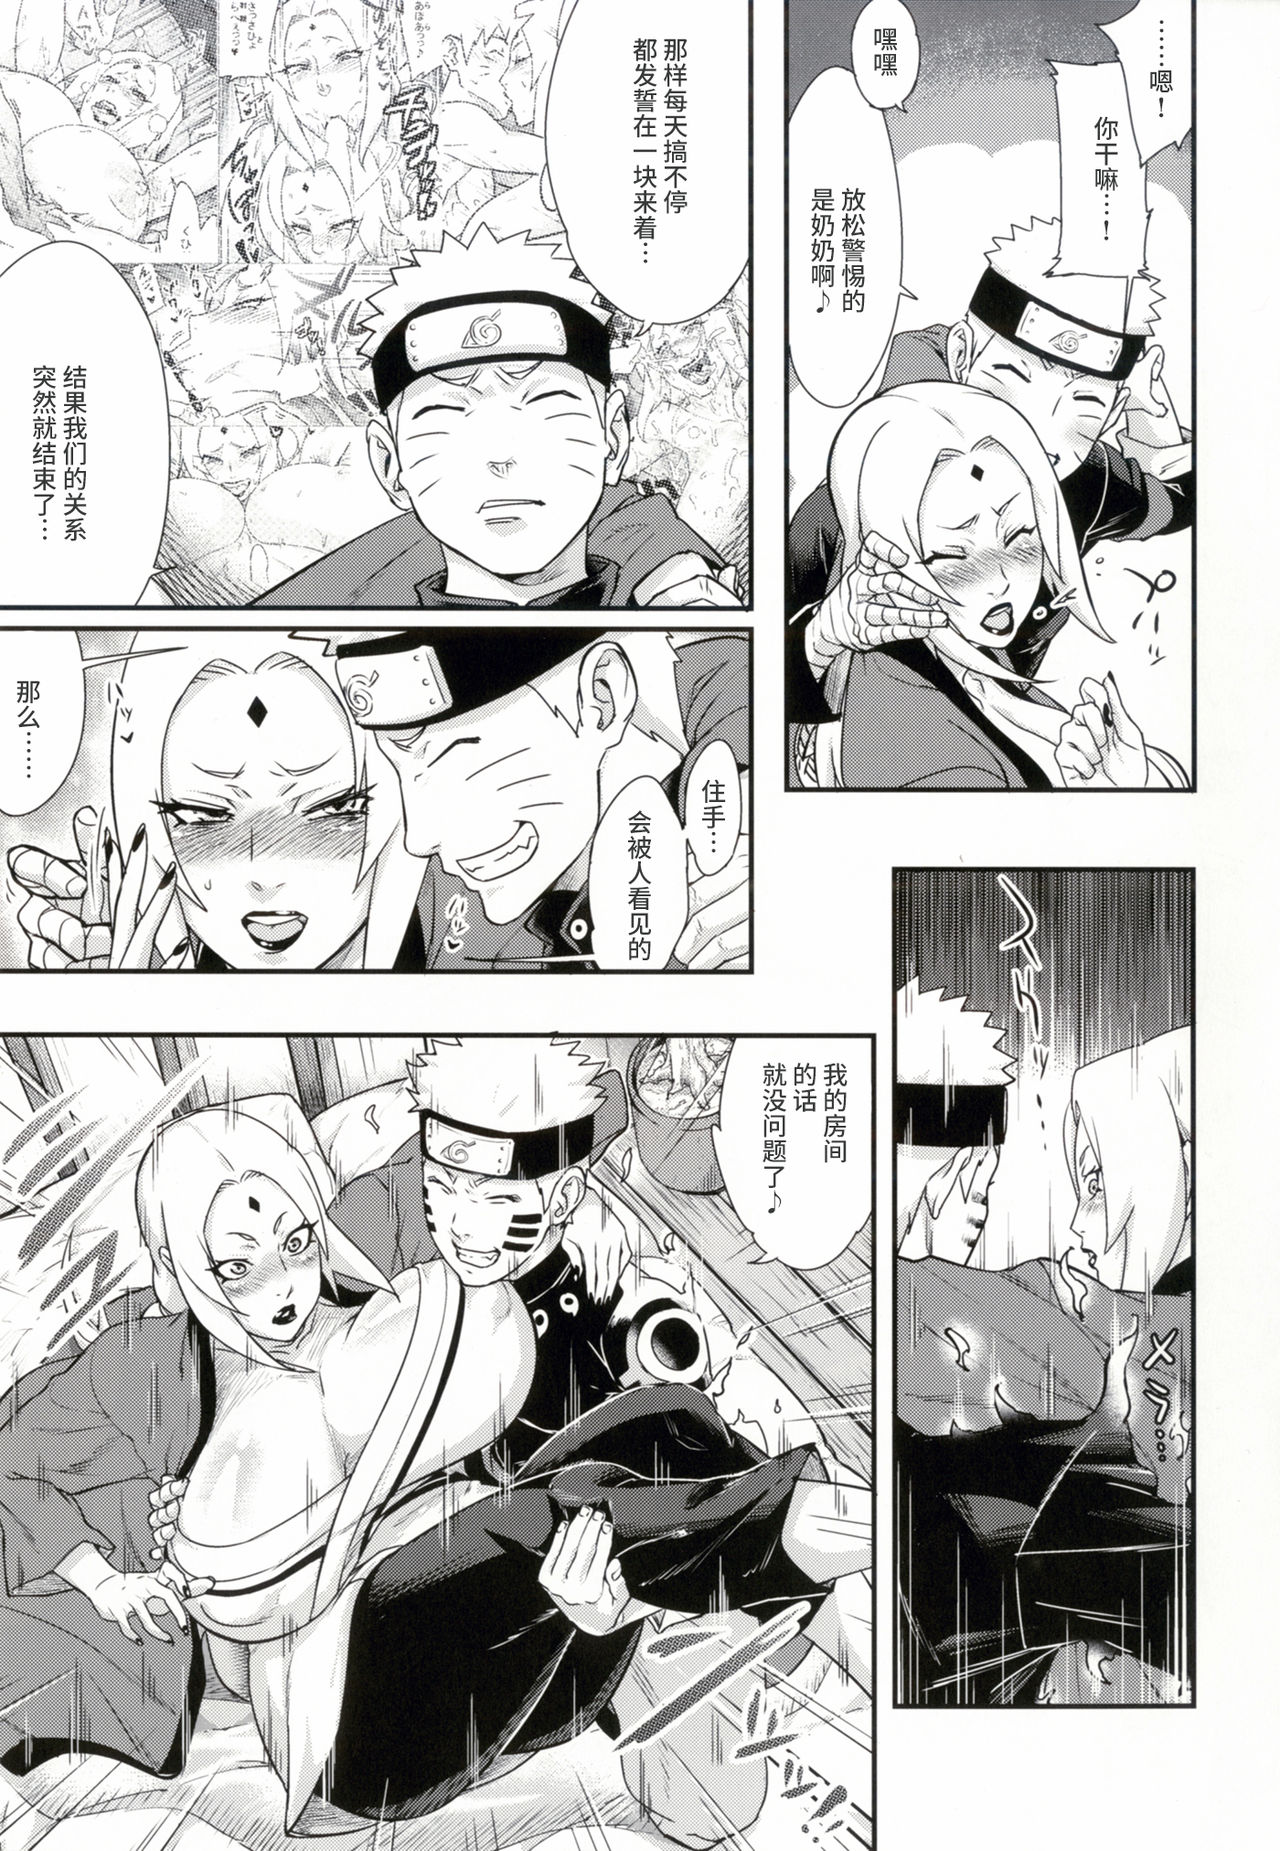 ……嗯！
你干嘛…！
嘿嘿
放松警惕的
是奶奶啊♪
那样每天搞不停
都发誓在一块来着…
结果我们的关系
突然就结束了…
住手…
会被人看见的
那么……
メラ…
我的房间
的话
就没问题了♪